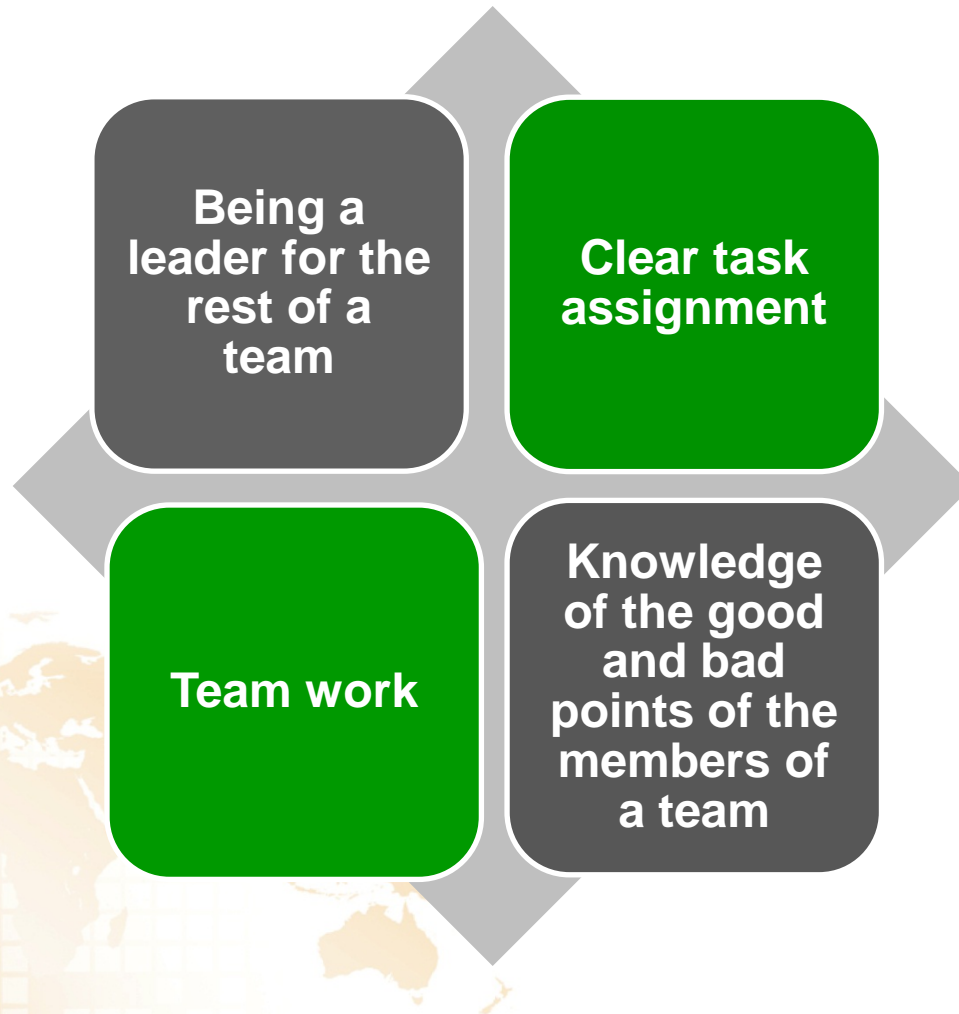 Being a
leader for the
rest of a
team
Clear task
assignment
Team work
Knowledge
of the good
and bad
points of the
members of
a team